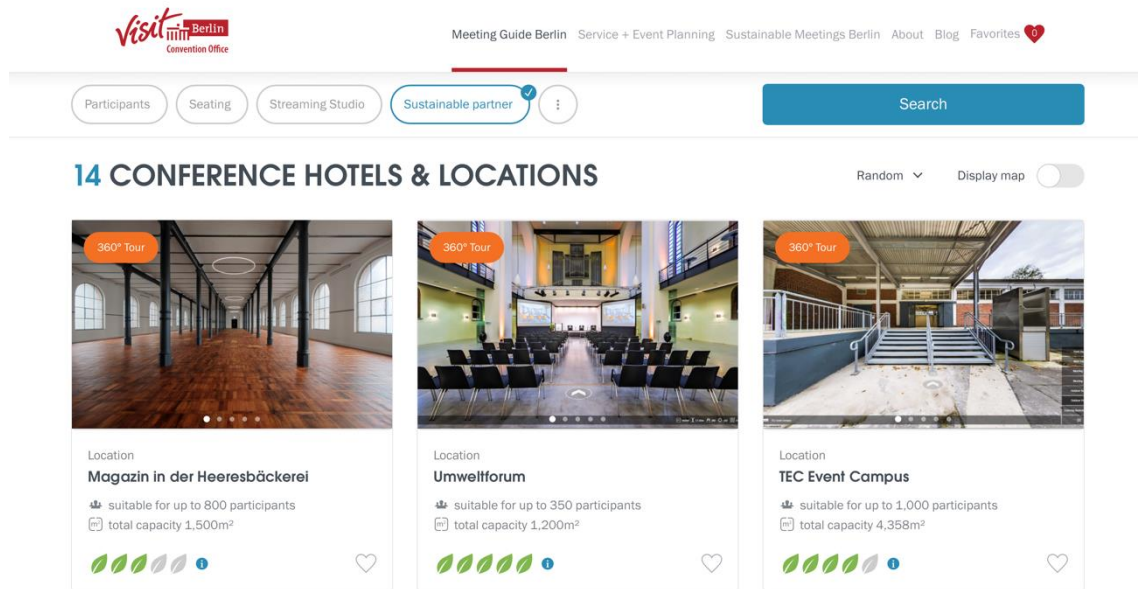 Visit Berlin
Convention Office
Meeting Guide Berlin Service + Event Planning Sustainable Meetings Berlin About Blog Favorites 0
Participants Seating Streaming Studio Sustainable partner Search
14 CONFERENCE HOTELS & LOCATIONS Random Display map
360° Tour 360° Tour 360° Tour
Location
Magazin in der Heeresbäckerei
suitable for up to 800 participants
m² total capacity 1,500m²
Location
Umweltforum
suitable for up to 350 participants
m² total capacity 1,200m²
Location
TEC Event Campus
suitable for up to 1,000 participants
m² total capacity 4,358m²